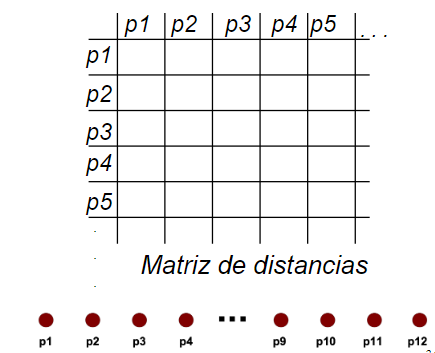 p1 p2 p3 p4 p5 ...
p1
p2
p3
p4
p5
.
.
Matriz de distancias
...
p1 p2 p3 p4 p9 p10 p11 p12